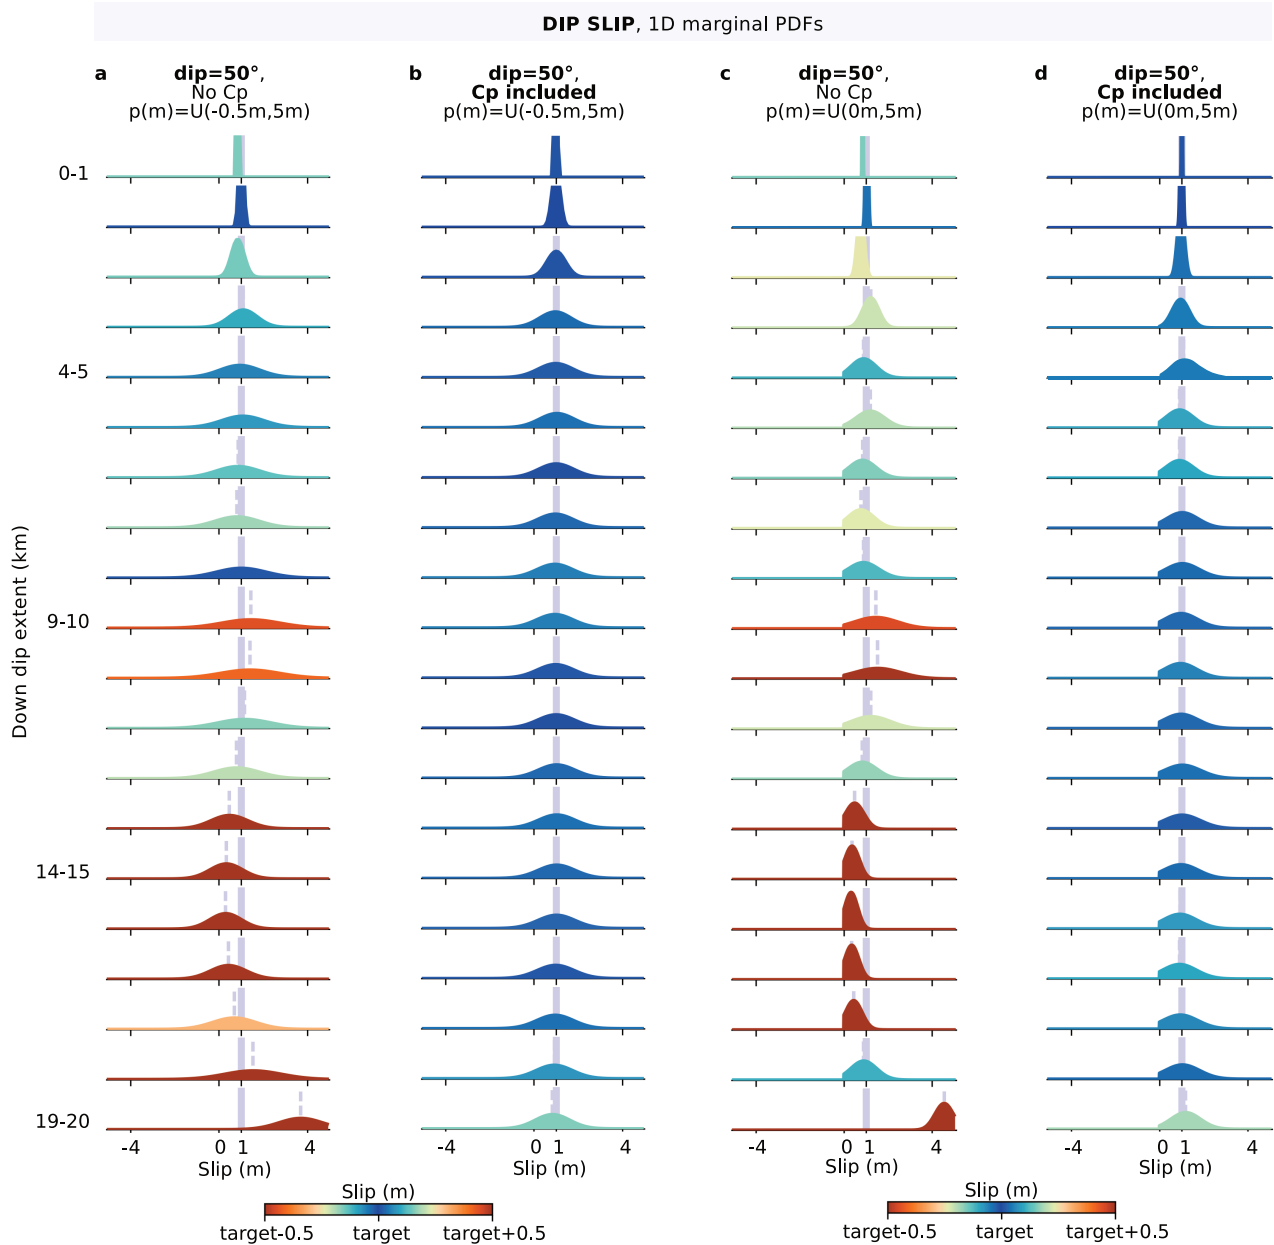 DIP SLIP, 1D marginal PDFs
a
dip=50°,
No Cp
p(m)=U(-0.5m,5m)
b
dip=50°,
Cp included
p(m)=U(-0.5m,5m)
c
dip=50°,
No Cp
p(m)=U(0m,5m)
d
dip=50°,
Cp included
p(m)=U(0m,5m)
Down dip extent (km)
0-1
4-5
9-10
14-15
19-20
-4 0 1 4
Slip (m)
-4 0 1 4
Slip (m)
-4 0 1 4
Slip (m)
-4 0 1 4
Slip (m)
Slip (m)
target-0.5 target target+0.5
Slip (m)
target-0.5 target target+0.5